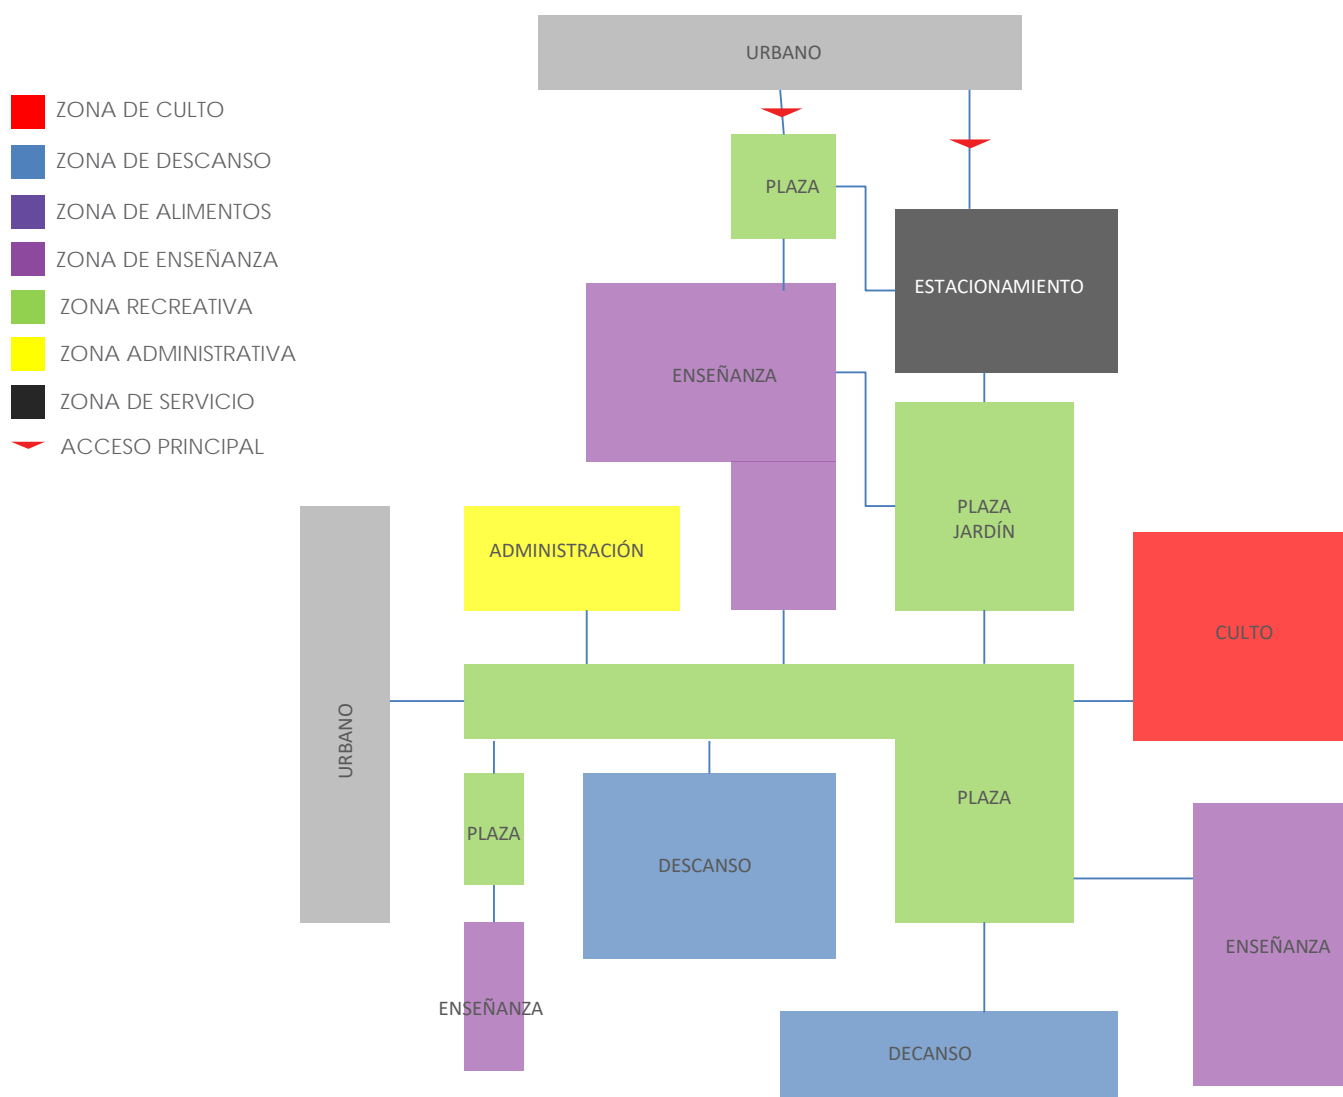 URBANO
ZONA DE CULTO
ZONA DE DESCANSO
ZONA DE ALIMENTOS
ZONA DE ENSEÑANZA
ZONA RECREATIVA
ZONA ADMINISTRATIVA
ZONA DE SERVICIO
ACCESO PRINCIPAL
PLAZA
ESTACIONAMIENTO
ENSEÑANZA
PLAZA
JARDÍN
ADMINISTRACIÓN
CULTO
URBANO
PLAZA
PLAZA
DESCANSO
ENSEÑANZA
ENSEÑANZA
DECANSO